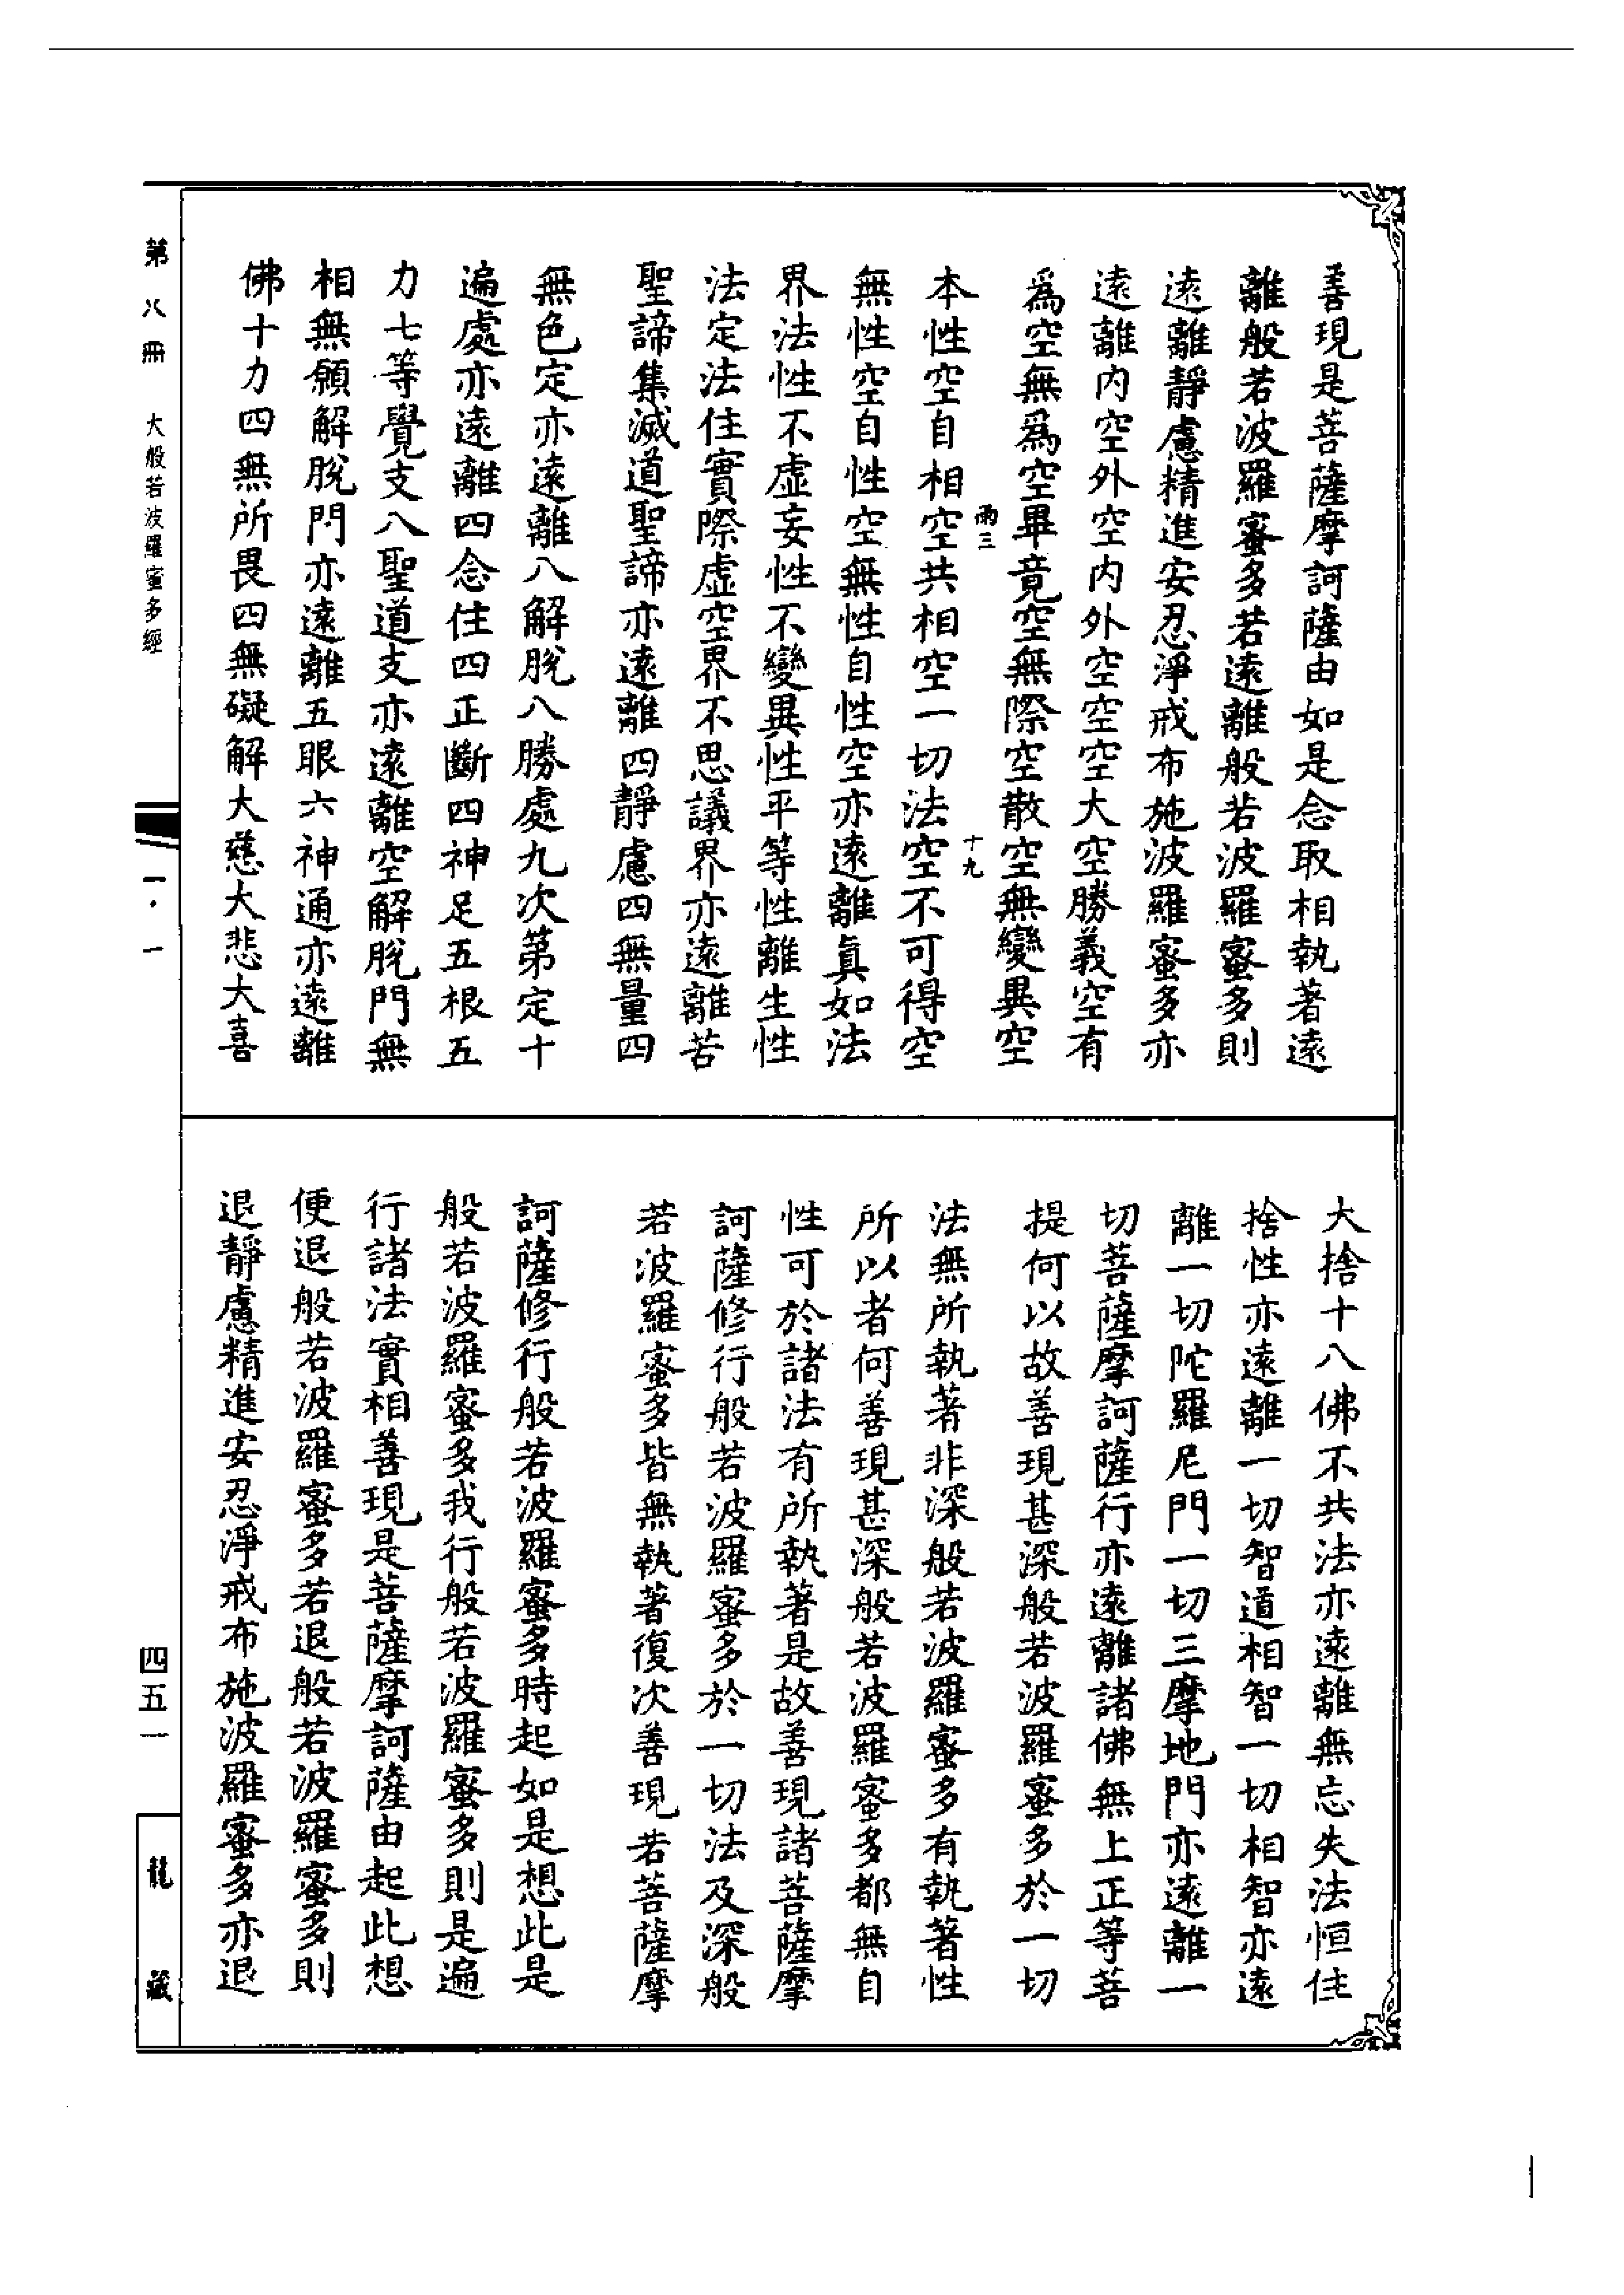 善現是菩薩摩訶薩由如是念取相執著遠
離般若波羅蜜多若遠離般若波羅蜜多則
遠離靜慮精進安忍淨戒布施波羅蜜多亦
遠離內空外空內外空空空大空勝義空有
爲空無爲空畢竟空無際空散空無變異空
雨三
十九
本性空自相空共相空一切法空不可得空
無性空自性空無性自性空亦遠離眞如法
界法性不虛妄性不變異性平等性離生性
法定法住實際虛空界不思議界亦遠離苦
聖諦集滅道聖諦亦遠離四靜慮四無量四
無色定亦遠離八解脫八勝處九次第定十
遍處亦遠離四念住四正斷四神足五根五
力七等覺支八聖道支亦遠離空解脫門無
相無願解脫門亦遠離五眼六神通亦遠離
佛十力四無所畏四無礙解大慈大悲大喜
大捨十八佛不共法亦遠離無忘失法恒住
捨性亦遠離一切智道相智一切相智亦遠
離一切陀羅尼門一切三摩地門亦遠離一
切菩薩摩訶薩行亦遠離諸佛無上正等菩
提何以故善現甚深般若波羅蜜多於一切
法無所執著非深般若波羅蜜多有執著性
所以者何善現甚深般若波羅蜜多都無自
性可於諸法有所執著是故善現諸菩薩摩
訶薩修行般若波羅蜜多於一切法及深般
若波羅蜜多皆無執著復次善現若菩薩摩
訶薩修行般若波羅蜜多時起如是想此是
般若波羅蜜多我行般若波羅蜜多則是遍
行諸法實相善現是菩薩摩訶薩由起此想
便退般若波羅蜜多若退般若波羅蜜多則
退靜慮精進安忍淨戒布施波羅蜜多亦退
第八冊 大般若波羅蜜多經
一·一
四五一
龍藏